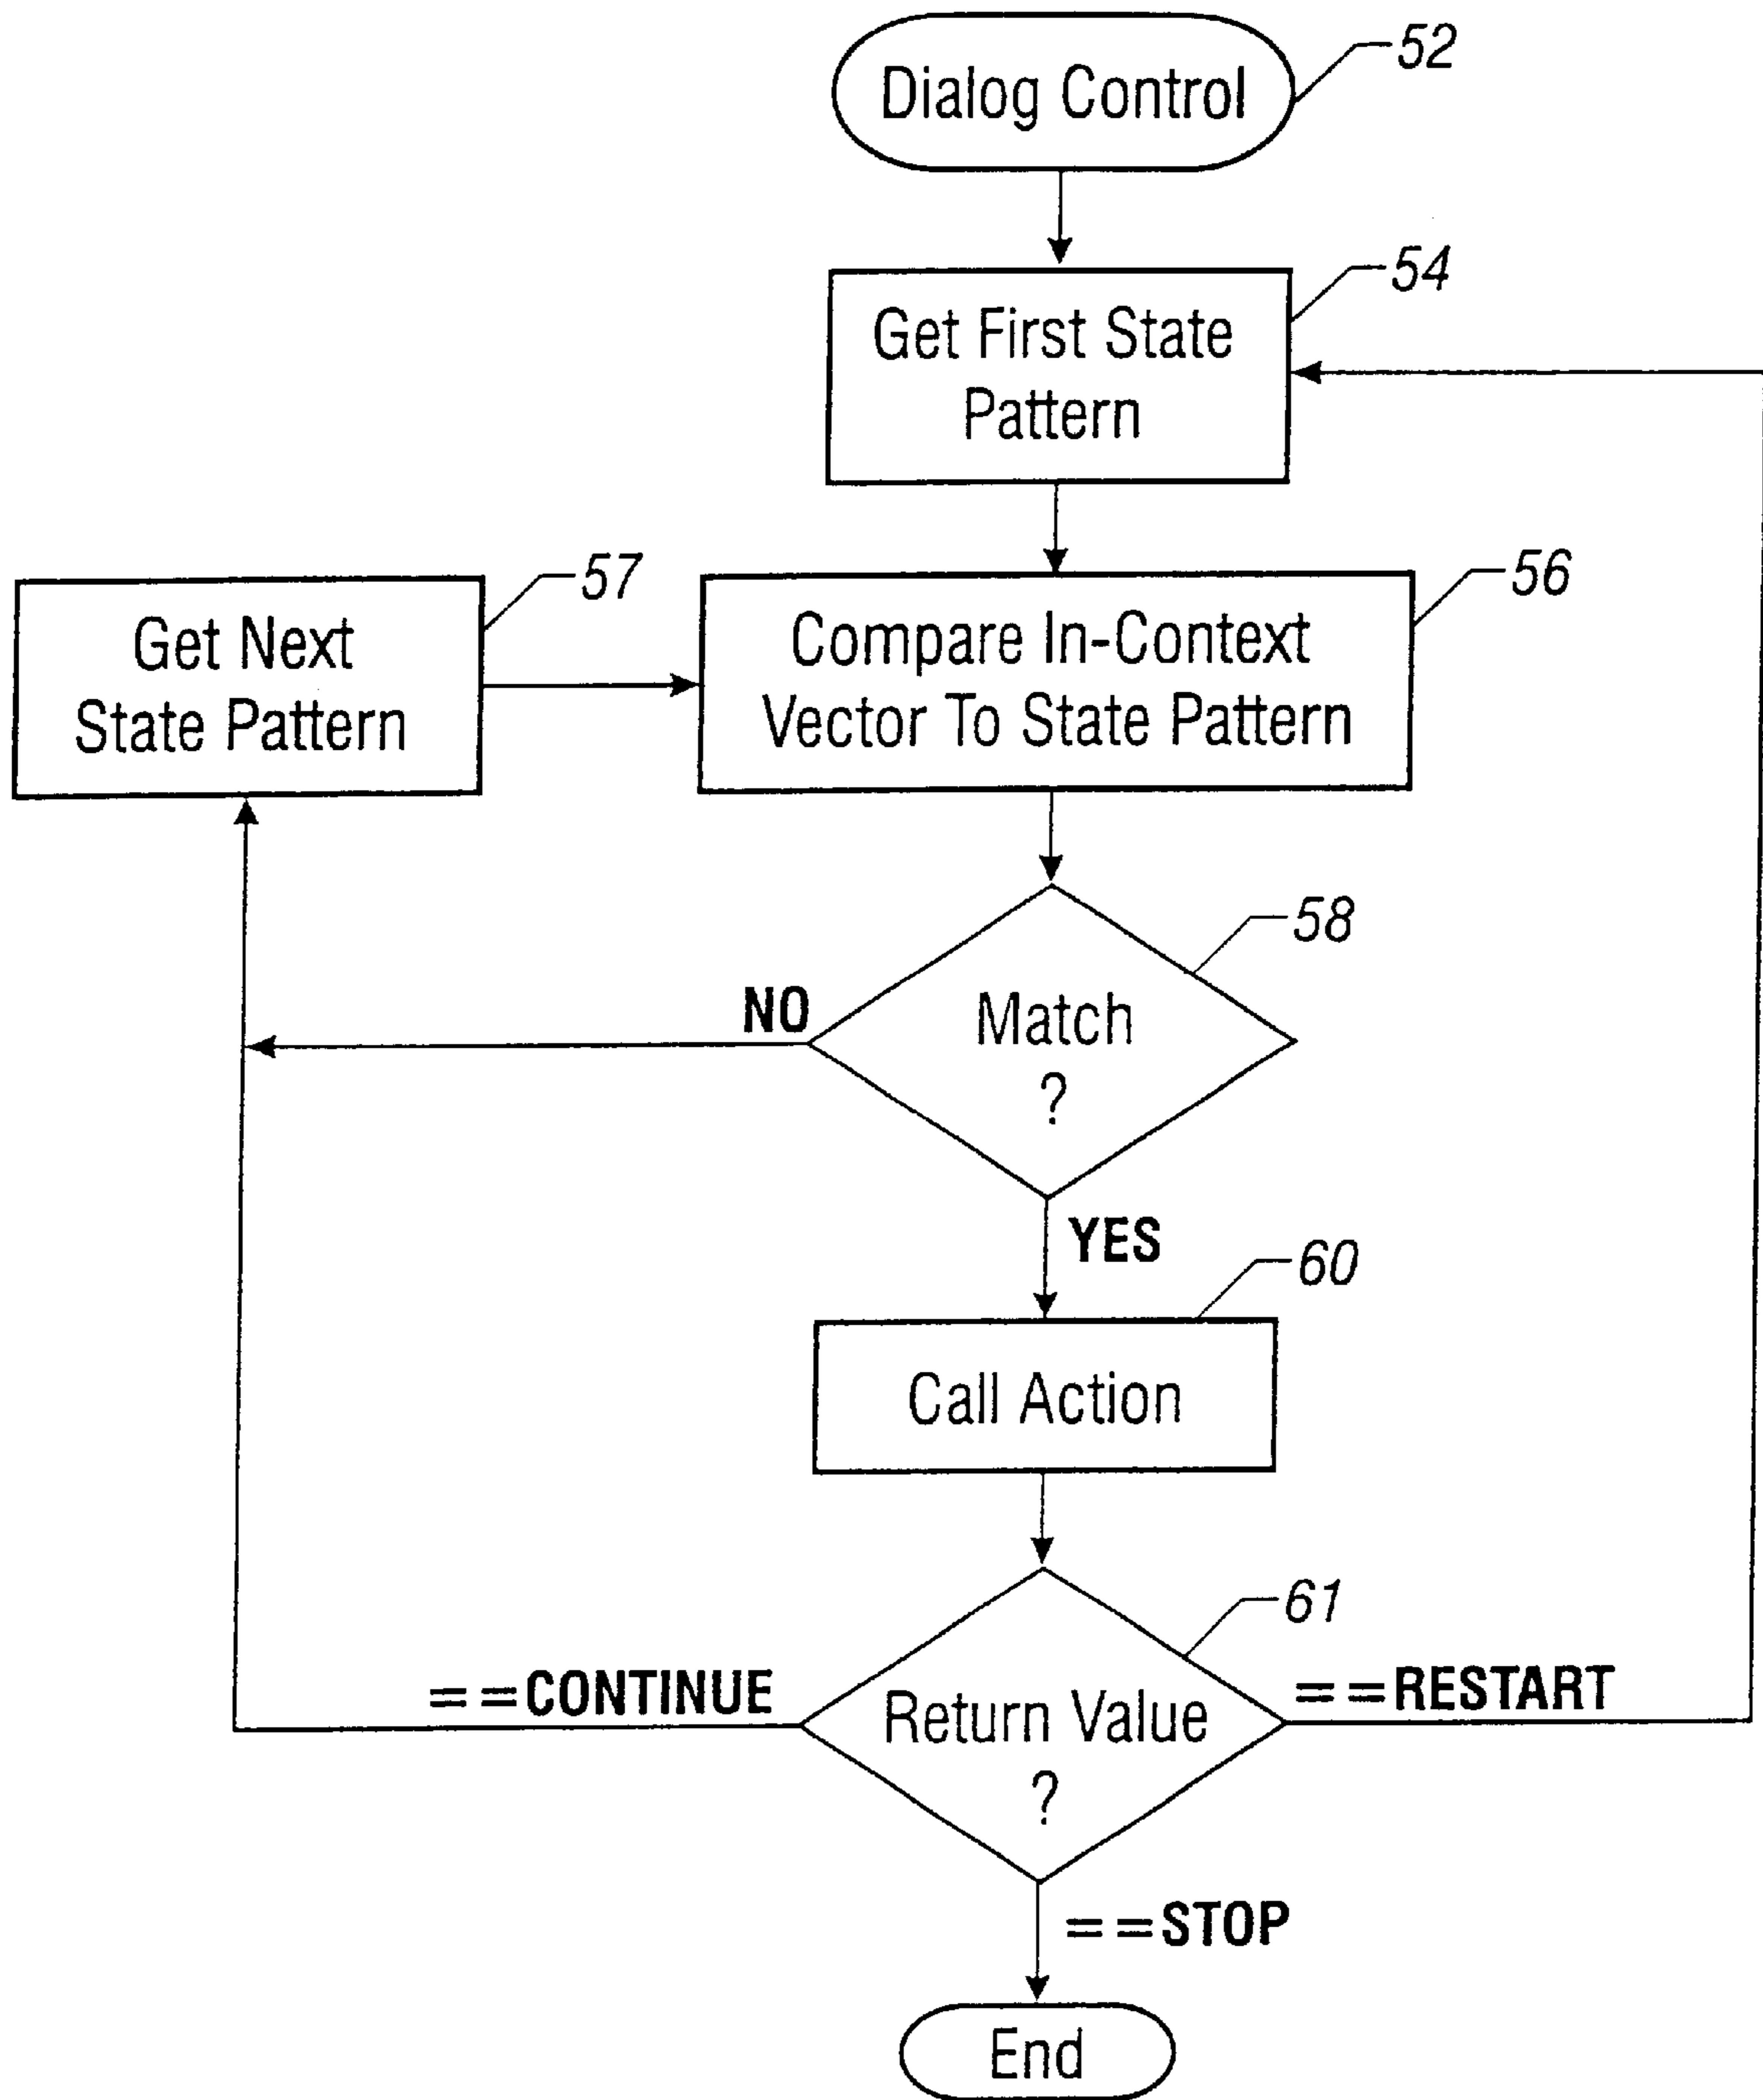 Dialog Control
52
Get First State
Pattern
54
Get Next
State Pattern
57
Compare In-Context
Vector To State Pattern
56
Match
?
58
NO
YES
Call Action
60
Return Value
?
61
==CONTINUE
==RESTART
==STOP
End